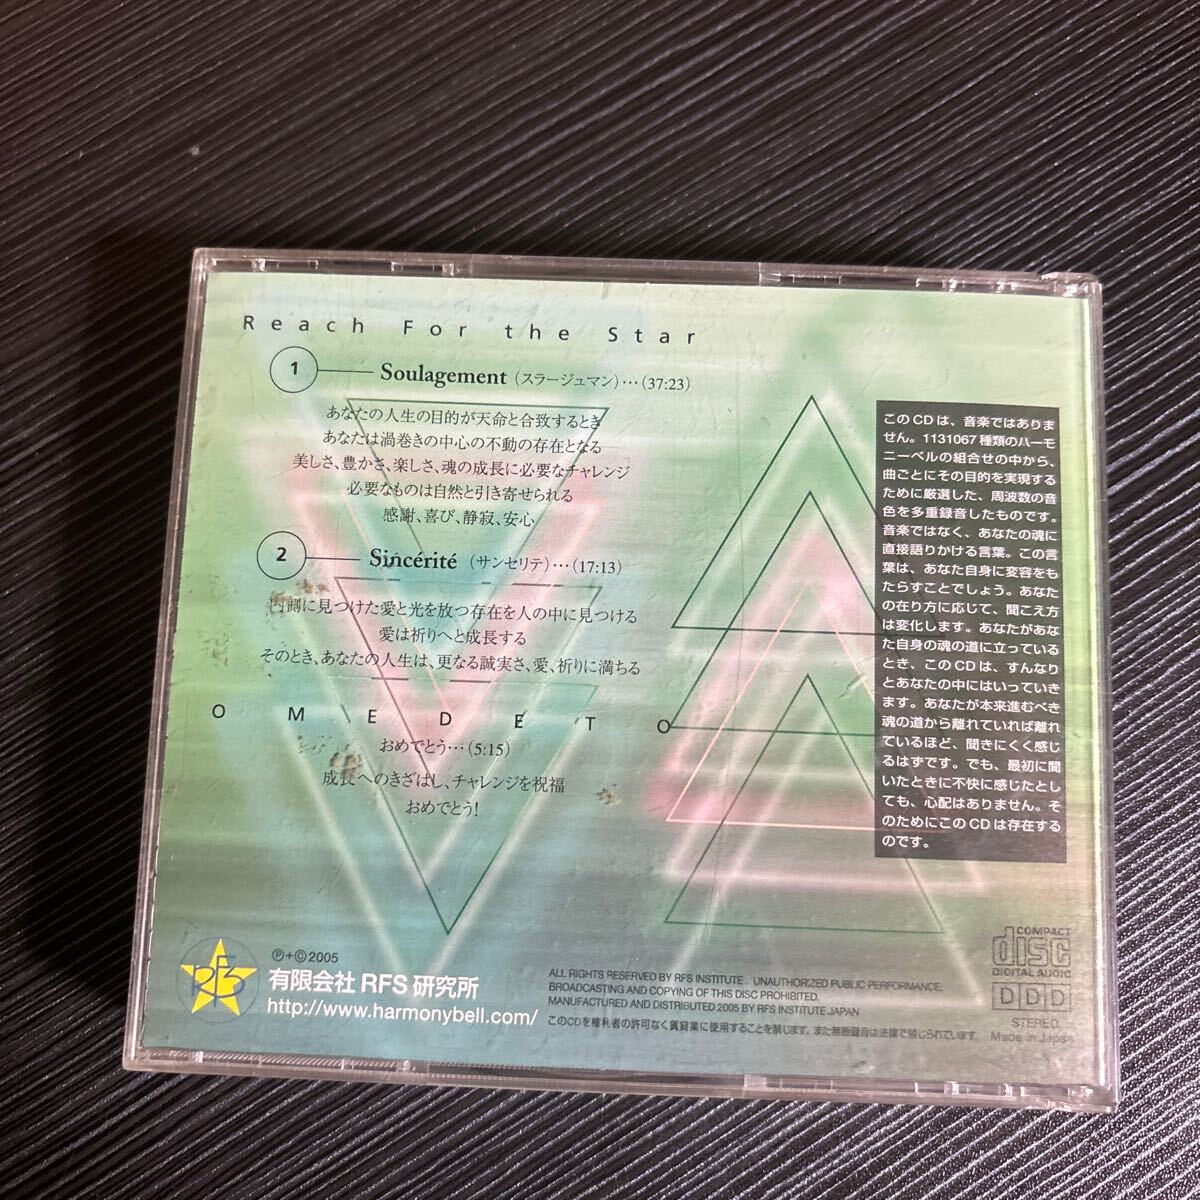 Reach For the Star
1 Soulagement(スラージュマン)…(37:23)
あなたの人生の目的が天命と合致するとき
あなたは渦巻きの中心の不動の存在となる
美しさ、豊かさ、楽しさ、魂の成長に必要なチャレンジ
必要なものは自然と引き寄せられる
感謝、喜び、静寂、安心
2 Sincérité(サンセリテ)…(17:13)
内側に見つけた愛と光を放つ存在を人の中に見つける
愛は祈りへと成長する
そのとき、あなたの人生は、更なる誠実さ、愛、祈りに満ちる
OMEDETO
おめでとう…(5:15)
成長へのきざはし、チャレンジを祝福
おめでとう!
このCDは、音楽ではありま
せん。1131067種類のハーモ
ニーベルの組合せの中から、
曲ごとにその目的を実現する
ために厳選した、周波数の音
色を多重録音したものです。
音楽ではなく、あなたの魂に
直接語りかける言葉。この言
葉は、あなた自身に変容をも
たらすことでしょう。あなた
の在り方に応じて、聞こえ方
は変化します。あなたがあな
た自身の魂の道に立っている
とき、このCDは、すんなり
とあなたの中にはいっていき
ます。あなたが本来進むべき
魂の道から離れていれば離れ
ているほど、聞きにくく感じ
るはずです。でも、最初に聞
いたときに不快に感じたとし
ても、心配はありません。そ
のためにこのCDは存在する
のです。
RFS
℗+©2005
有限会社 RFS 研究所
http://www.harmonybell.com/
ALL RIGHTS RESERVED BY RFS INSTITUTE . UNAUTHORIZED PUBLIC PERFORMANCE,
BROADCASTING AND COPYING OF THIS DISC PROHIBITED.
MANUFACTURED AND DISTRIBUTED 2005 BY RFS INSTITUTE JAPAN
このCDを権利者の許可なく賃貸業に使用することを禁じます。また無断録音は法律で禁じられています。
COMPACT
disc
DIGITAL AUDIO
DDD
STEREO
Made in Japan